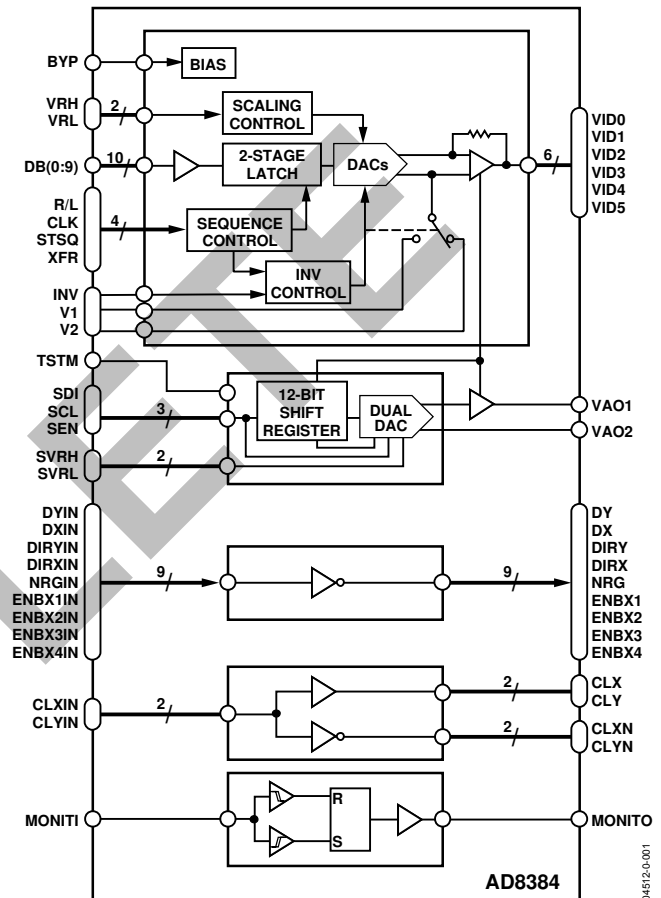 BYP
BIAS
VRH
VRL
2
SCALING
CONTROL
VID0
VID1
VID2
VID3
VID4
VID5
6
DB(0:9)
10
2-STAGE
LATCH
DACs
R/L
CLK
STSQ
XFR
4
SEQUENCE
CONTROL
INV
CONTROL
INV
V1
V2
TSTM
SDI
SCL
SEN
3
12-BIT
SHIFT
REGISTER
DUAL
DAC
VAO1
VAO2
SVRH
SVRL
2
DYIN
DXIN
DIRYIN
DIRXIN
NRGIN
ENBX1IN
ENBX2IN
ENBX3IN
ENBX4IN
9
9
DY
DX
DIRY
DIRX
NRG
ENBX1
ENBX2
ENBX3
ENBX4
CLXIN
CLYIN
2
2
CLX
CLY
2
CLXN
CLYN
MONITI
R
S
MONITO
AD8384
04512-0-001
LETE